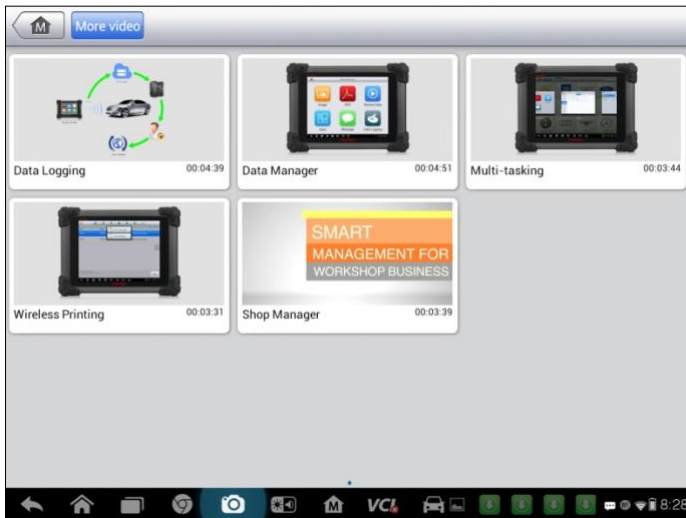 M More video
Data Logging 00:04:39
Data Manager 00:04:51
Multi-tasking 00:03:44
SMART
MANAGEMENT FOR
WORKSHOP BUSINESS
Wireless Printing 00:03:31
Shop Manager 00:03:39
M VCI 8:28